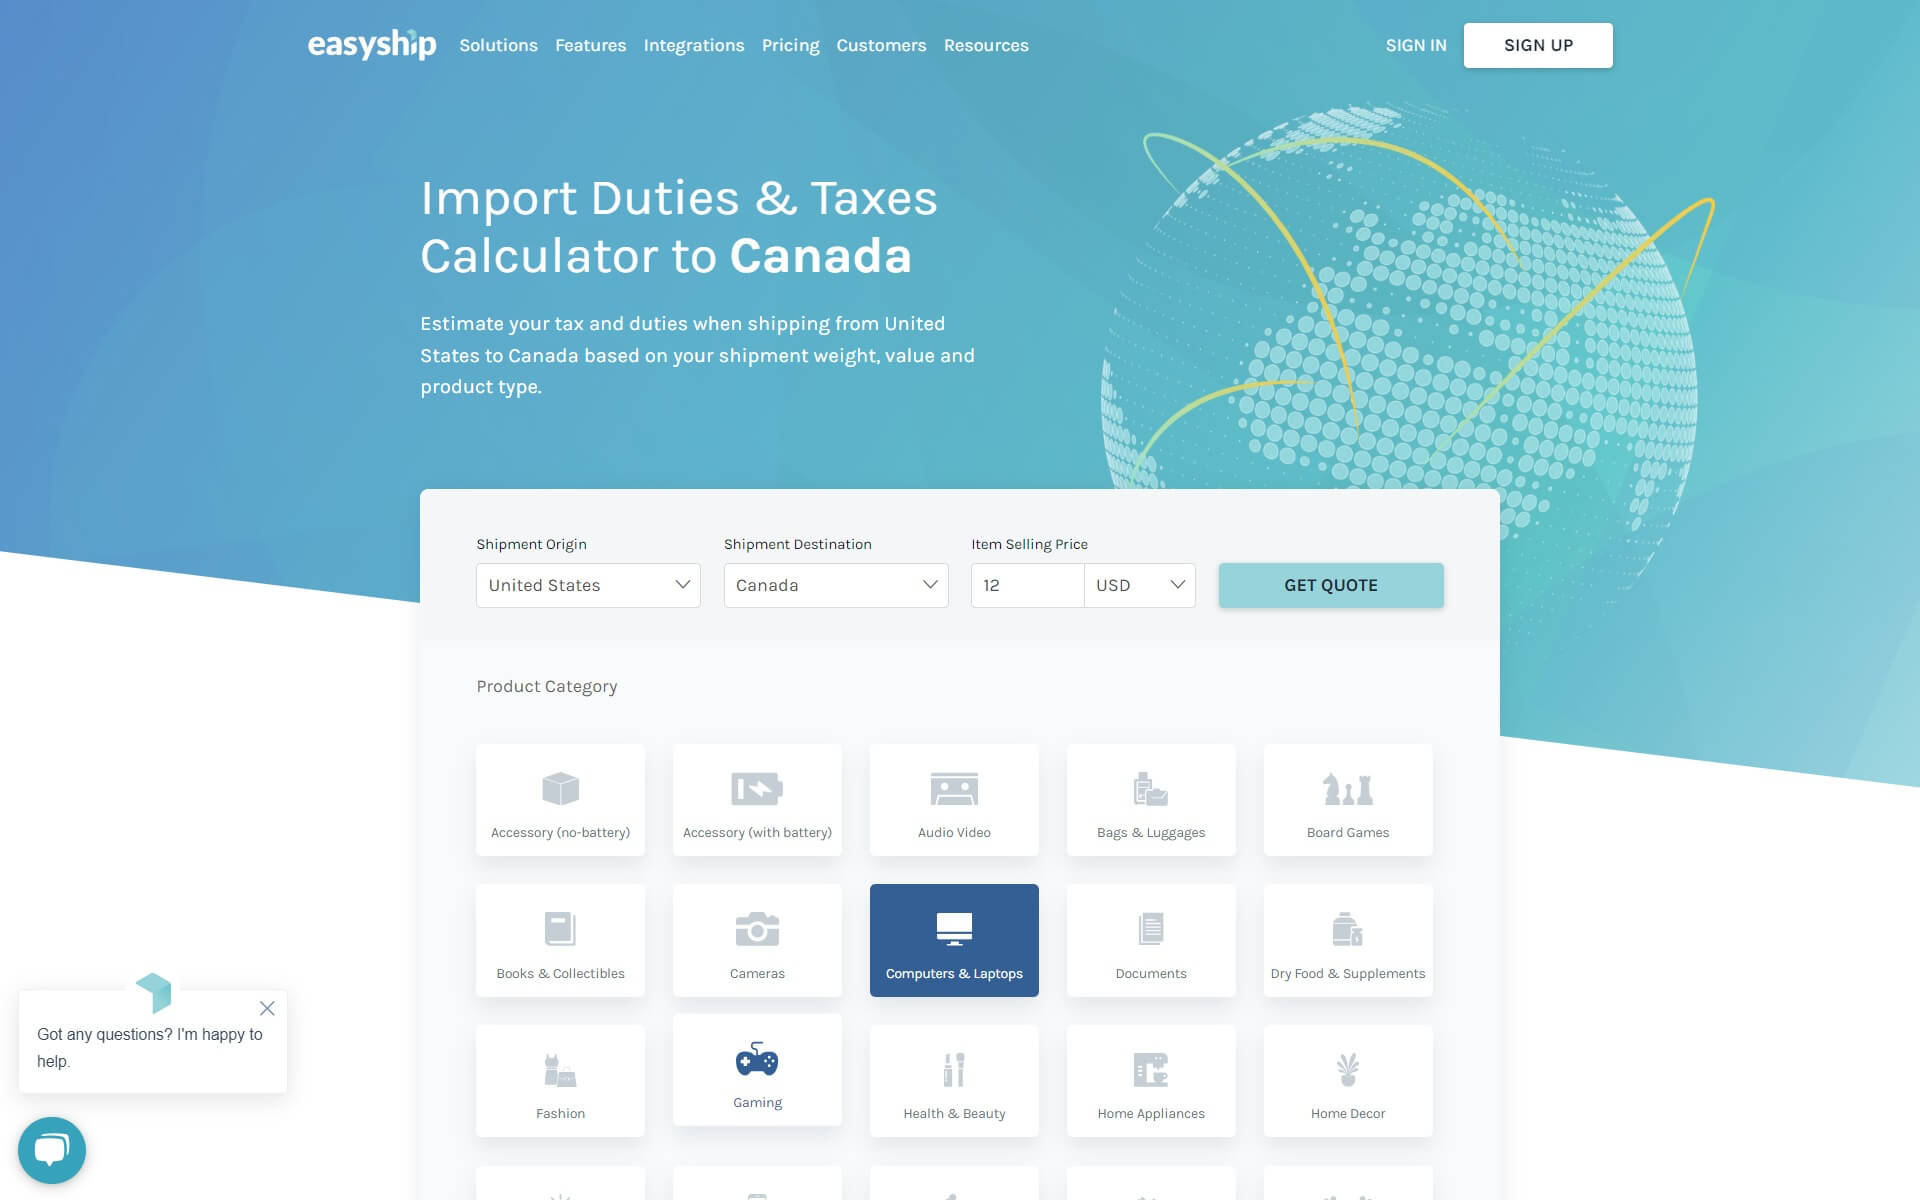 easyship
Solutions
Features
Integrations
Pricing
Customers
Resources
SIGN IN
SIGN UP
Import Duties & Taxes
Calculator to Canada
Estimate your tax and duties when shipping from United
States to Canada based on your shipment weight, value and
product type.
Shipment Origin
Shipment Destination
Item Selling Price
United States
Canada
12
USD
GET QUOTE
Product Category
Accessory (no-battery)
Accessory (with battery)
Audio Video
Bags & Luggages
Board Games
Books & Collectibles
Cameras
Computers & Laptops
Documents
Dry Food & Supplements
Fashion
Gaming
Health & Beauty
Home Appliances
Home Decor
Got any questions? I'm happy to
help.